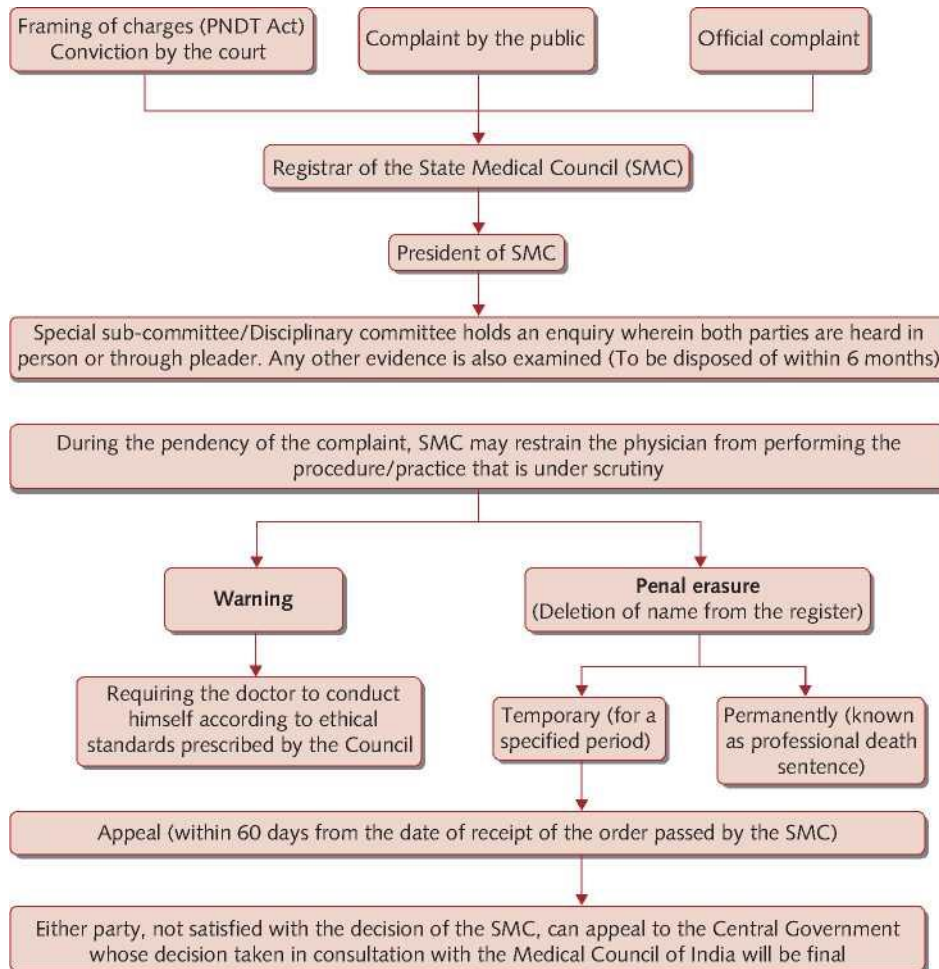 Framing of charges (PNDT Act)
Conviction by the court
Complaint by the public
Official complaint
Registrar of the State Medical Council (SMC)
President of SMC
Special sub-committee/Disciplinary committee holds an enquiry wherein both parties are heard in
person or through pleader. Any other evidence is also examined (To be disposed of within 6 months)
During the pendency of the complaint, SMC may restrain the physician from performing the
procedure/practice that is under scrutiny
Warning
Penal erasure
(Deletion of name from the register)
Requiring the doctor to conduct
himself according to ethical
standards prescribed by the Council
Temporary (for a
specified period)
Permanently (known
as professional death
sentence)
Appeal (within 60 days from the date of receipt of the order passed by the SMC)
Either party, not satisfied with the decision of the SMC, can appeal to the Central Government
whose decision taken in consultation with the Medical Council of India will be final